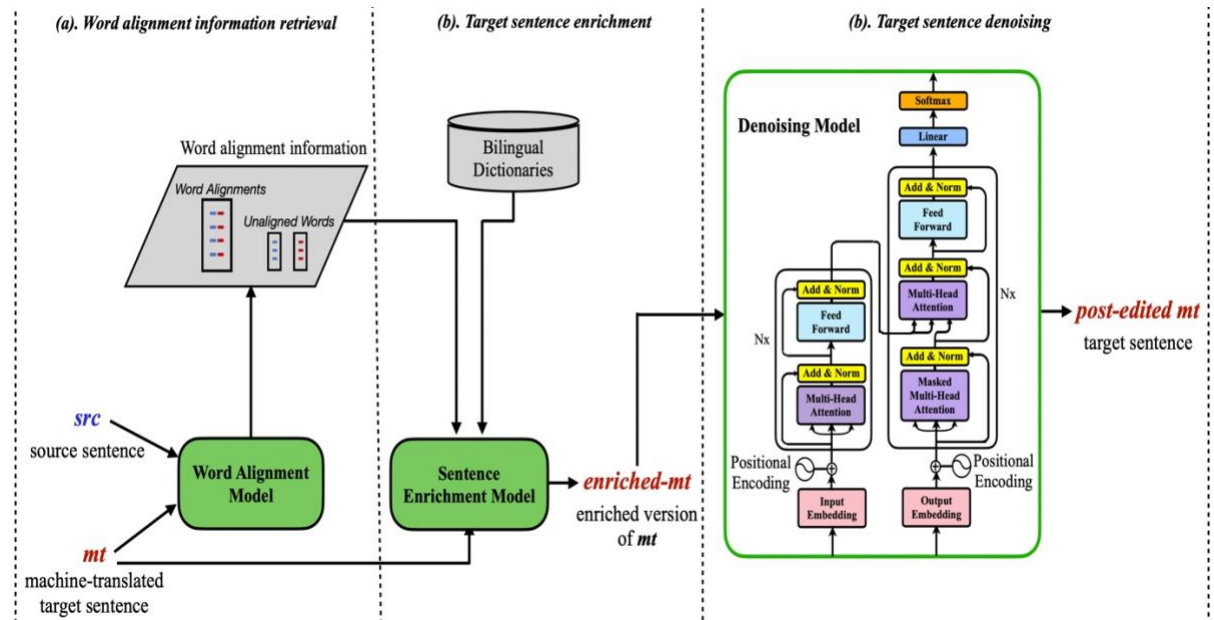 (a). Word alignment information retrieval
Word alignment information
Word Alignments
Unaligned Words
src
source sentence
mt
machine-translated
target sentence
Word Alignment
Model
(b). Target sentence enrichment
Bilingual
Dictionaries
Sentence
Enrichment Model
enriched-mt
enriched version
of mt
(b). Target sentence denoising
Denoising Model
Softmax
Linear
Add & Norm
Feed
Forward
Add & Norm
Multi-Head
Attention
Nx
Add & Norm
Masked
Multi-Head
Attention
Positional
Encoding
Output
Embedding
Add & Norm
Feed
Forward
Nx
Add & Norm
Multi-Head
Attention
Positional
Encoding
Input
Embedding
post-edited mt
target sentence